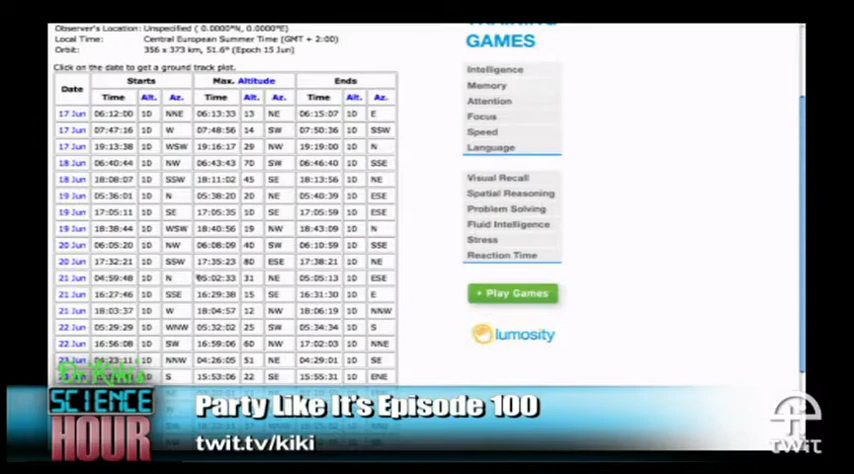 Observer's Location: Unspecified ( 0.0000°N, 0.0000°E)
Local Time: Central European Summer Time (GMT + 2:00)
Orbit: 356 x 373 km, 51.6° (Epoch 15 Jun)
Click on the date to get a ground track plot.
Date Starts Max. Altitude Ends
Time Alt. Az. Time Alt. Az. Time Alt. Az.
17 Jun 06:12:00 10 NNE 06:13:33 13 NE 06:15:07 10 E
17 Jun 07:47:16 10 W 07:48:56 14 SW 07:50:36 10 SSW
17 Jun 19:13:38 10 WSW 19:16:17 29 NW 19:19:00 10 N
18 Jun 06:40:44 10 NW 06:43:43 70 SW 06:46:40 10 SSE
18 Jun 18:08:07 10 SSW 18:11:02 45 SE 18:13:56 10 NE
19 Jun 05:36:01 10 N 05:38:20 20 NE 05:40:39 10 ESE
19 Jun 17:05:11 10 SE 17:05:35 10 SE 17:05:59 10 ESE
19 Jun 18:38:44 10 WSW 18:40:56 19 NW 18:43:09 10 N
20 Jun 06:05:20 10 NW 06:08:09 40 SW 06:10:59 10 SSE
20 Jun 17:32:21 10 SSW 17:35:23 80 ESE 17:38:21 10 NE
21 Jun 04:59:48 10 N 05:02:33 31 NE 05:05:13 10 ESE
21 Jun 16:27:46 10 SSE 16:29:38 15 SE 16:31:30 10 E
21 Jun 18:03:37 10 W 18:04:57 12 NW 18:06:19 10 NNW
22 Jun 05:29:29 10 WNW 05:32:02 25 SW 05:34:34 10 S
22 Jun 16:56:08 10 SW 16:59:06 60 NW 17:02:03 10 NNE
23 Jun 04:23:11 10 NNW 04:26:05 51 NE 04:29:01 10 SE
10 S 15:53:06 22 SE 15:55:31 10 ENE
GAMES
Intelligence
Memory
Attention
Focus
Speed
Language
Visual Recall
Spatial Reasoning
Problem Solving
Fluid Intelligence
Stress
Reaction Time
Play Games
lumosity
Dr. Kiki's
SCIENCE
HOUR
Party Like It's Episode 100
twit.tv/kiki
TWiT